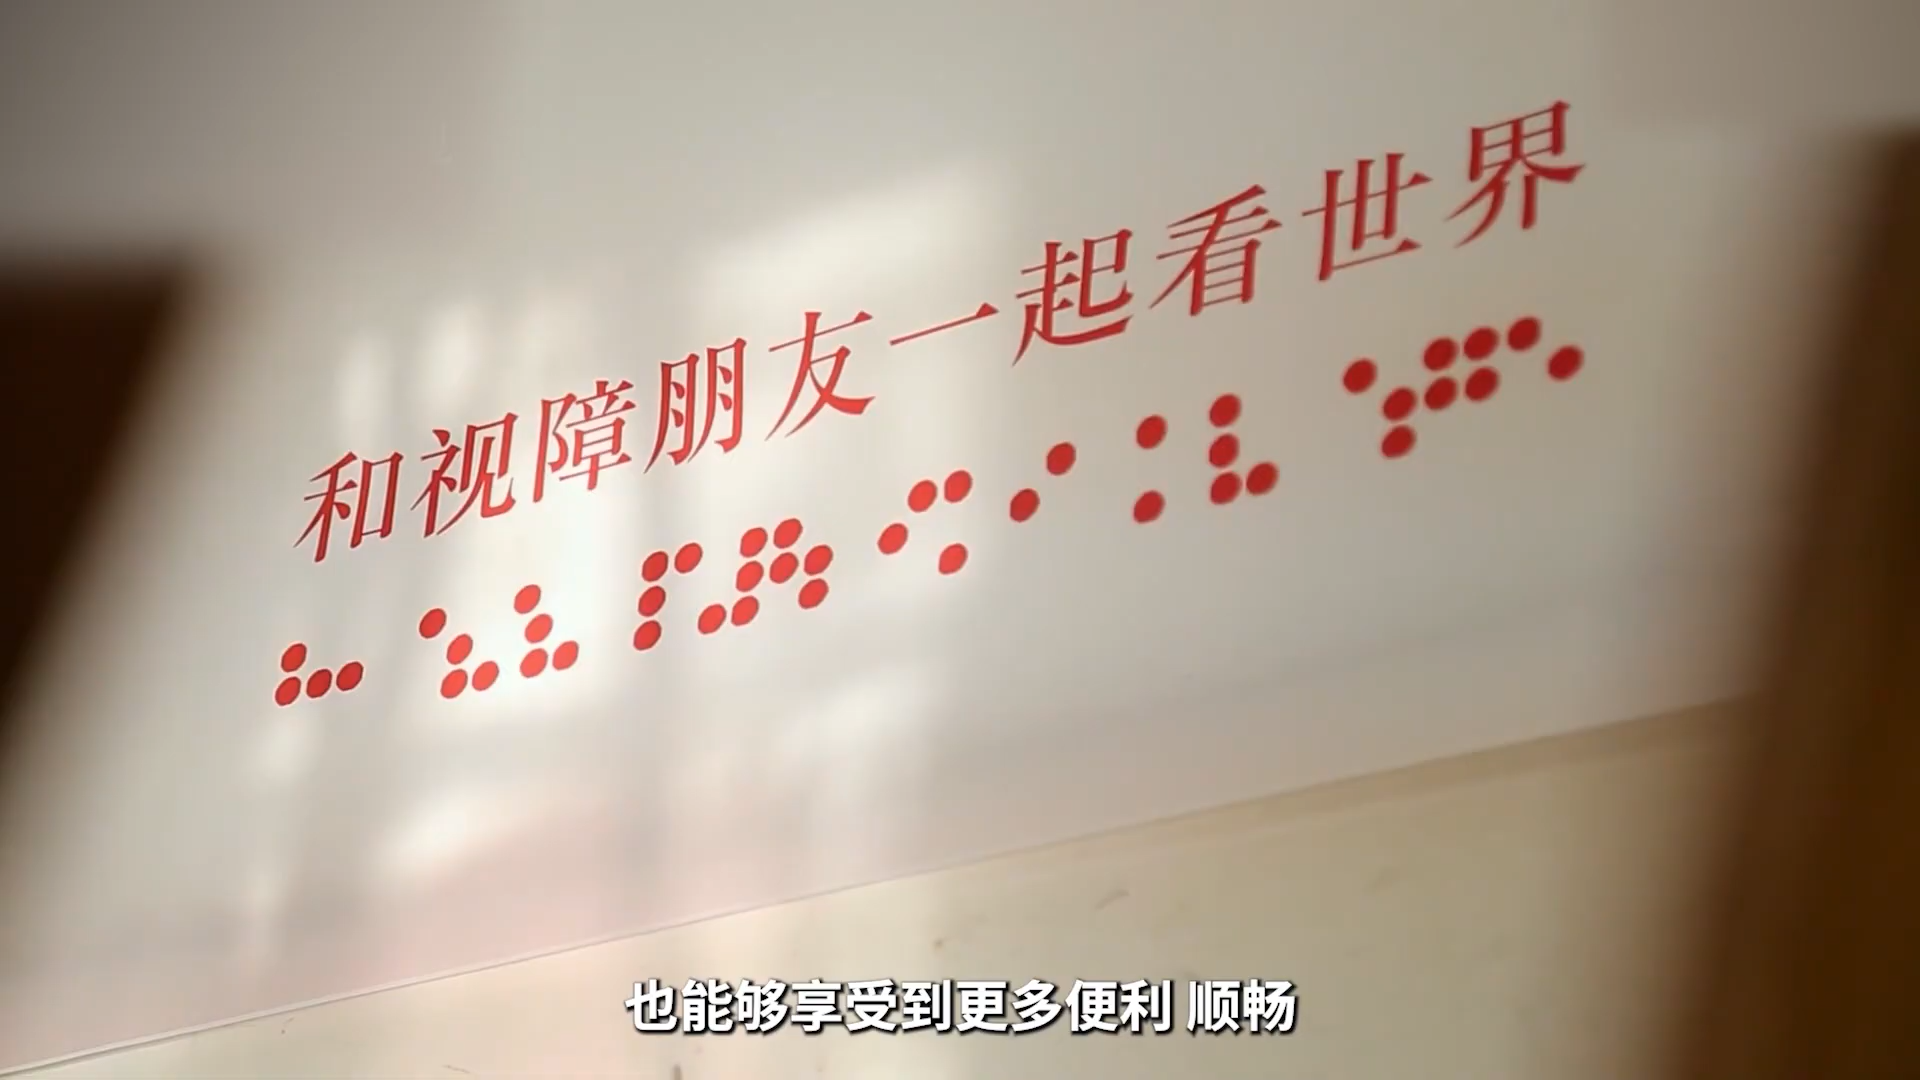 和视障朋友一起看世界
也能够享受到更多便利 顺畅